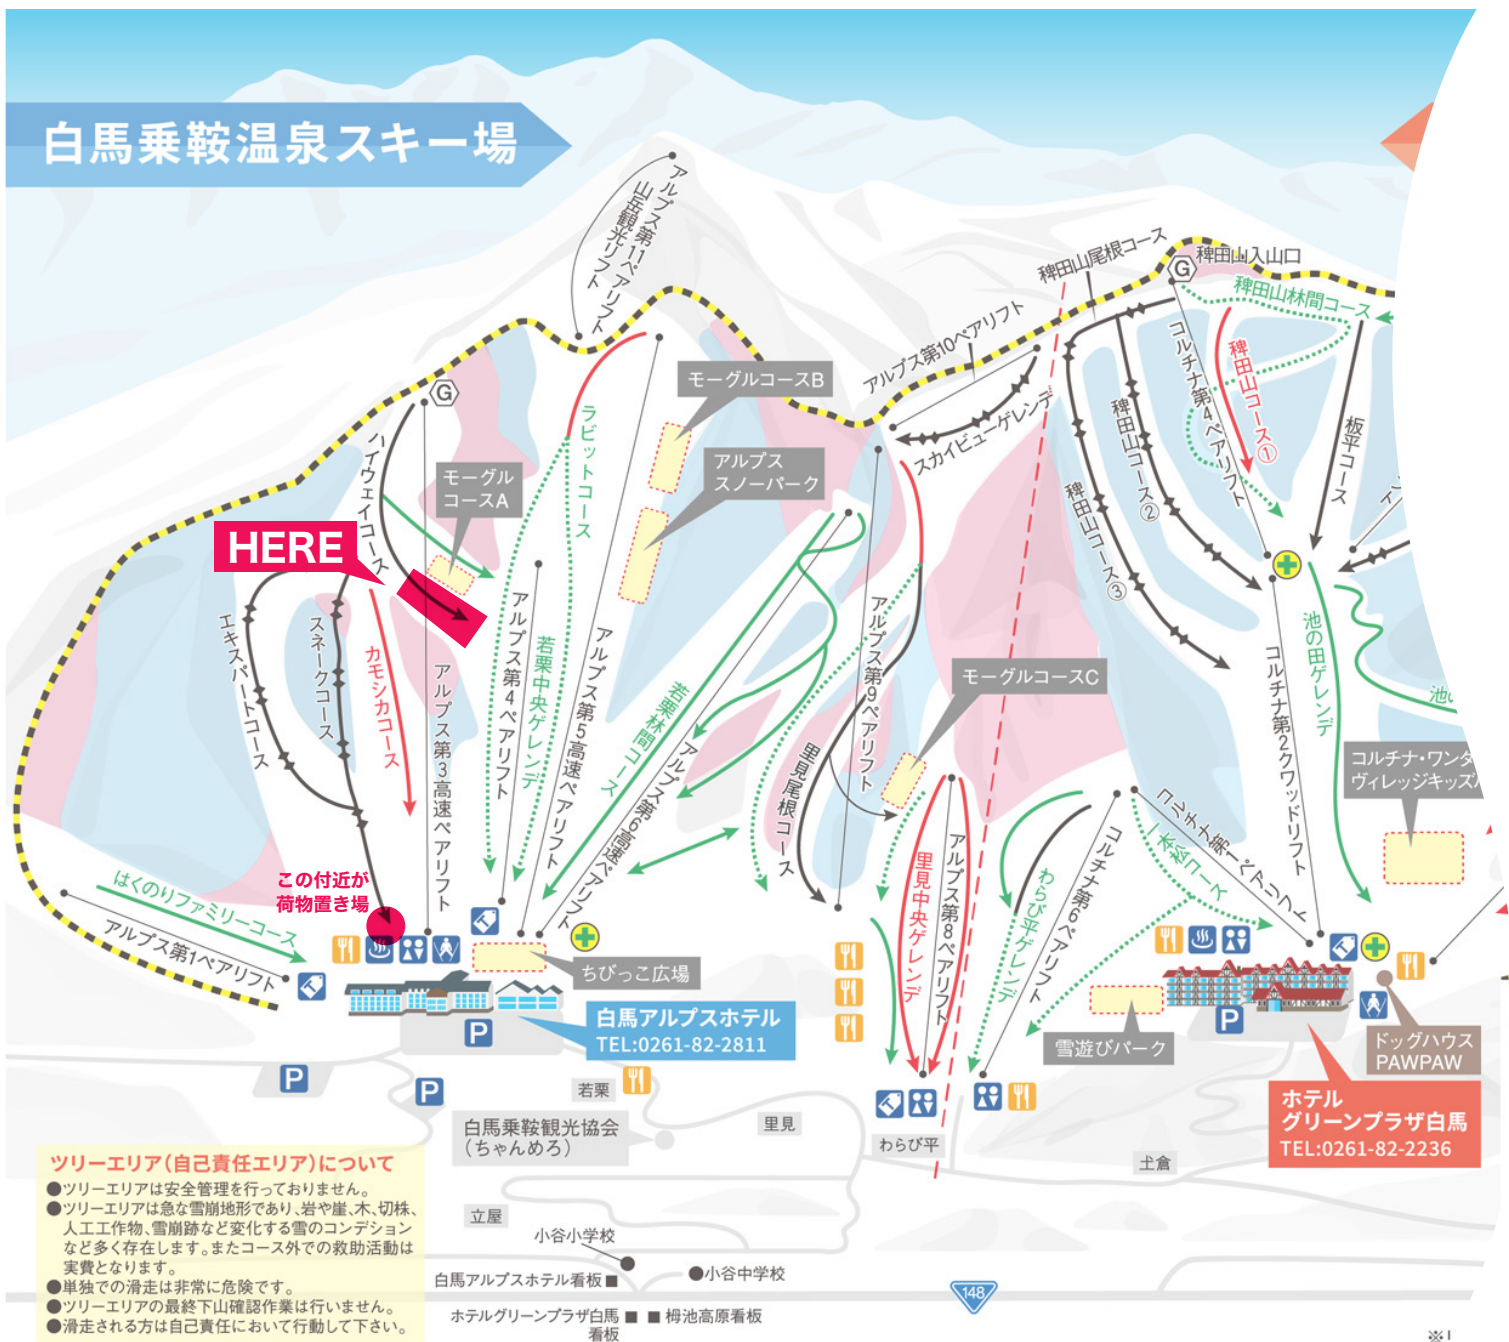 白馬乗鞍温泉スキー場
アルプス第11ペアリフト
山岳観光リフト
稗田山尾根コース
G
稗田山入山口
稗田山林間コース
アルプス第10ペアリフト
スカイビューゲレンデ
コルチナ第4ペアリフト
稗田山コース①
稗田山コース②
稗田山コース③
板平コース
モーグルコースB
アルプス
スノーパーク
ラビットコース
G
ハイウェイコース
モーグル
コースA
HERE
エキスパートコース
スネークコース
カモシカコース
アルプス第3高速ペアリフト
アルプス第4ペアリフト
若栗中央ゲレンデ
アルプス第5高速ペアリフト
若栗林間コース
アルプス第6高速ペアリフト
アルプス第9ペアリフト
里見尾根コース
モーグルコースC
池の田ゲレンデ
コルチナ第2クワッドリフト
コルチナ・ワンダ
ヴィレッジキッズ
コルチナ第1ペアリフト
一本松コース
コルチナ第6ペアリフト
わらび平ゲレンデ
アルプス第8ペアリフト
里見中央ゲレンデ
はくのりファミリーコース
アルプス第1ペアリフト
この付近が
荷物置き場
ちびっこ広場
白馬アルプスホテル
TEL:0261-82-2811
P
P
P
P
雪遊びパーク
ドッグハウス
PAWPAW
ホテル
グリーンプラザ白馬
TEL:0261-82-2236
若栗
白馬乗鞍観光協会
(ちゃんめろ)
里見
わらび平
立屋
小谷小学校
白馬アルプスホテル看板■
●小谷中学校
148
ホテルグリーンプラザ白馬 ■
看板
■ 栂池高原看板
ツリーエリア(自己責任エリア)について
●ツリーエリアは安全管理を行っておりません。
●ツリーエリアは急な雪崩地形であり、岩や崖、木、切株、
人工工作物、雪崩跡など変化する雪のコンデション
など多く存在します。またコース外での救助活動は
実費となります。
●単独での滑走は非常に危険です。
●ツリーエリアの最終下山確認作業は行いません。
●滑走される方は自己責任において行動して下さい。